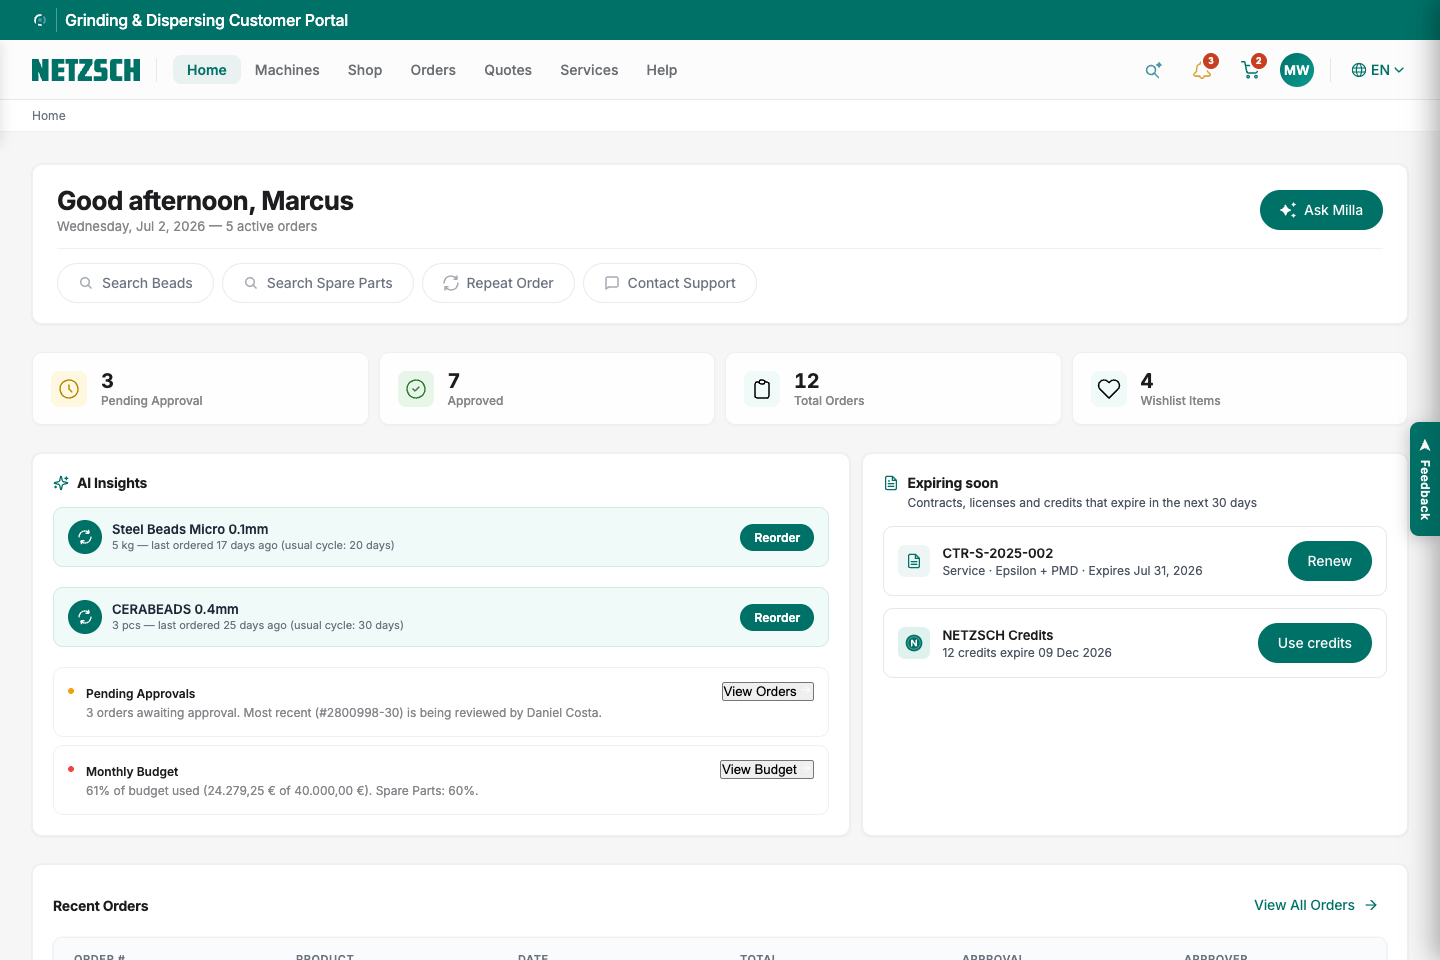 Grinding & Dispersing Customer Portal
NETZSCH
Home
Machines
Shop
Orders
Quotes
Services
Help
3
2
MW
EN
Home
Good afternoon, Marcus
Wednesday, Jul 2, 2026 — 5 active orders
Ask Milla
Search Beads
Search Spare Parts
Repeat Order
Contact Support
3
Pending Approval
7
Approved
12
Total Orders
4
Wishlist Items
Feedback
AI Insights
Steel Beads Micro 0.1mm
5 kg — last ordered 17 days ago (usual cycle: 20 days)
Reorder
CERABEADS 0.4mm
3 pcs — last ordered 25 days ago (usual cycle: 30 days)
Reorder
Pending Approvals
3 orders awaiting approval. Most recent (#2800998-30) is being reviewed by Daniel Costa.
View Orders
Monthly Budget
61% of budget used (24.279,25 € of 40.000,00 €). Spare Parts: 60%.
View Budget
Expiring soon
Contracts, licenses and credits that expire in the next 30 days
CTR-S-2025-002
Service · Epsilon + PMD · Expires Jul 31, 2026
Renew
N
NETZSCH Credits
12 credits expire 09 Dec 2026
Use credits
Recent Orders
View All Orders
ORDER #
PRODUCT
DATE
TOTAL
APPROVAL
APPROVER